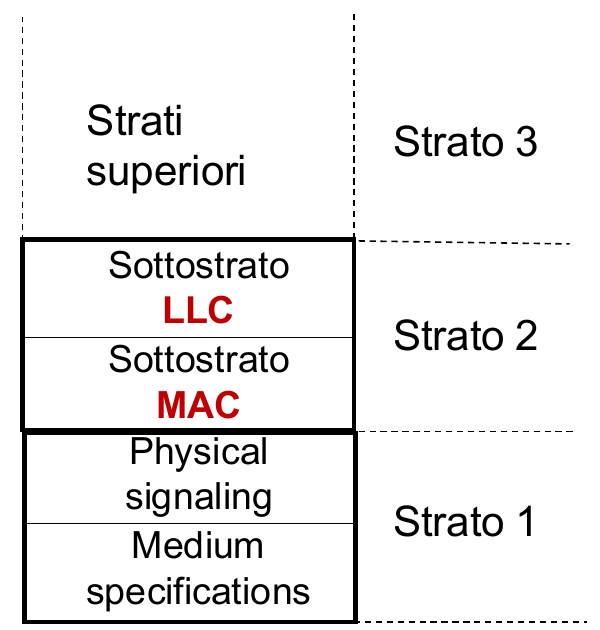 Strati
superiori
Strato 3
Sottostrato
LLC
Sottostrato
MAC
Strato 2
Physical
signaling
Medium
specifications
Strato 1